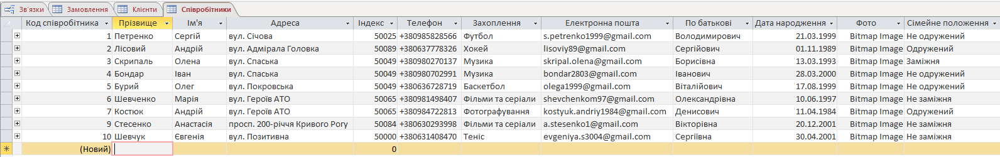 Зв'язки Замовлення Клієнти Співробітники
Код співробітника Прізвище Ім'я Адреса Індекс Телефон Захоплення Електронна пошта По батькові Дата народження Фото Сімейне положення
1 Петренко Сергій вул. Січова 50025 +380985828566 Футбол s.petrenko1999@gmail.com Володимирович 21.03.1999 Bitmap Image Не одружений
2 Лісовий Андрій вул. Адмірала Головка 50089 +380637778326 Хокей lisoviy89@gmail.com Сергійович 01.11.1989 Bitmap Image Одружений
3 Скрипаль Олена вул. Спаська 50049 +380980270137 Музика skripal.olena@gmail.com Борисівна 13.03.1993 Bitmap Image Заміжня
4 Бондар Іван вул. Спаська 50049 +380980702991 Музика bondar2803@gmail.com Іванович 28.03.2000 Bitmap Image Не одружений
5 Бурий Олег вул. Покровська 50049 +380636728719 Баскетбол olega1999@gmail.com Віталійович 17.08.1999 Bitmap Image Не одружений
6 Шевченко Марія вул. Героїв АТО 50065 +380981498407 Фільми та серіали shevchenkom97@gmail.com Олександрівна 10.06.1997 Bitmap Image Не заміжня
7 Костюк Андрій вул. Героїв АТО 50065 +380984722813 Фотографування kostyuk.andriy1984@gmail.com Денисович 11.04.1984 Bitmap Image Одружений
9 Стесенко Анастасія просп. 200-річчя Кривого Рогу 50084 +380630293998 Фільми та серіали a.stesenko1@gmail.com Вікторівна 20.12.2001 Bitmap Image Не заміжня
10 Шевчук Євгенія вул. Позитивна 50000 +380631408470 Теніс evgeniya.s3004@gmail.com Сергіївна 30.04.2001 Bitmap Image Не заміжня
(Новий) 0